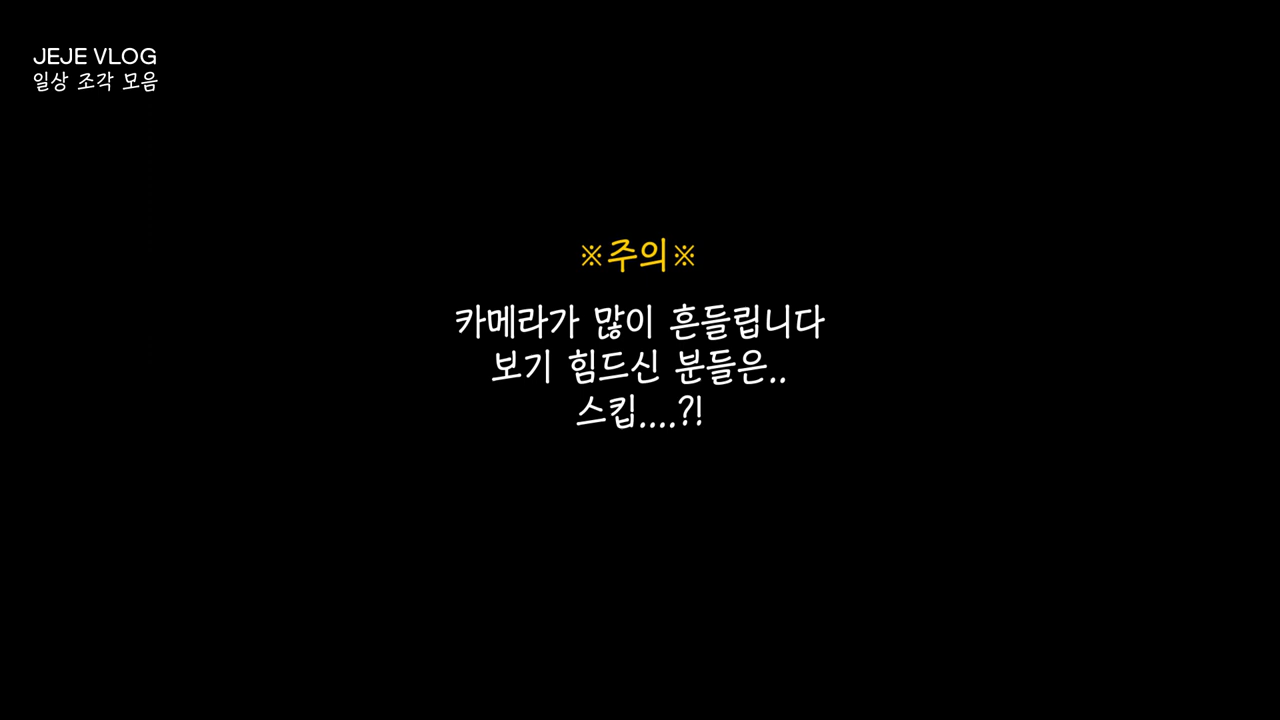 JEJE VLOG
일상 조각 모음
※주의※
카메라가 많이 흔들립니다
보기 힘드신 분들은..
스킵....?!